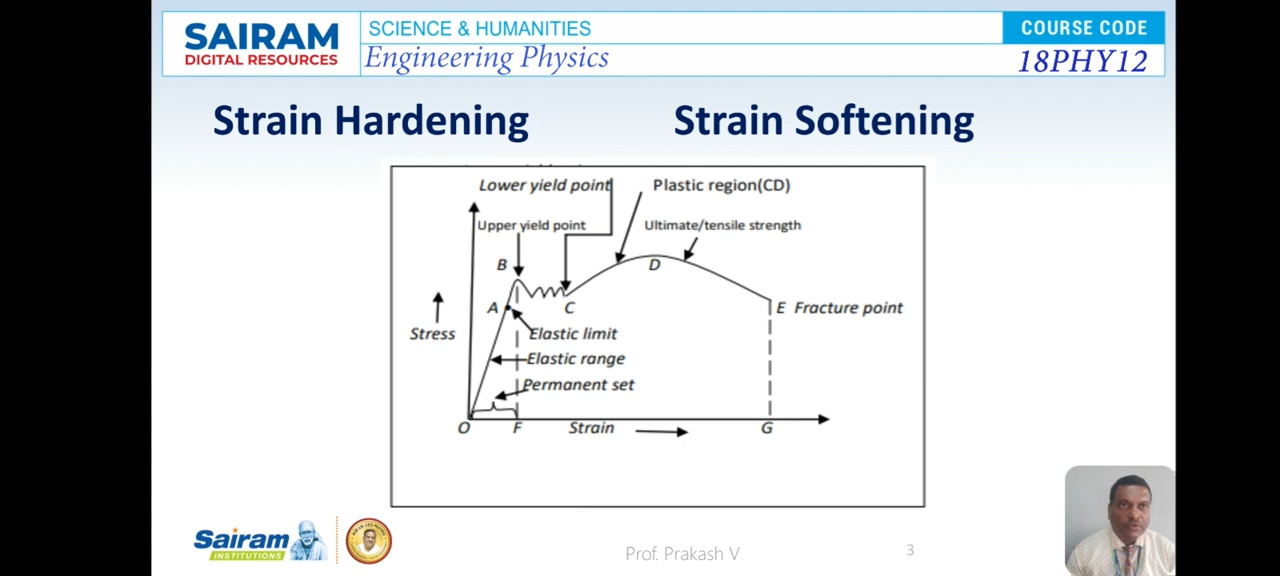 SAIRAM
DIGITAL RESOURCES
SCIENCE & HUMANITIES
Engineering Physics
COURSE CODE
18PHY12
Strain Hardening
Strain Softening
Lower yield point
Plastic region(CD)
Upper yield point
Ultimate/tensile strength
B
D
A
C
E Fracture point
Stress
Elastic limit
Elastic range
Permanent set
O
F
Strain
G
Sairam
INSTITUTIONS
Prof. Prakash V
3